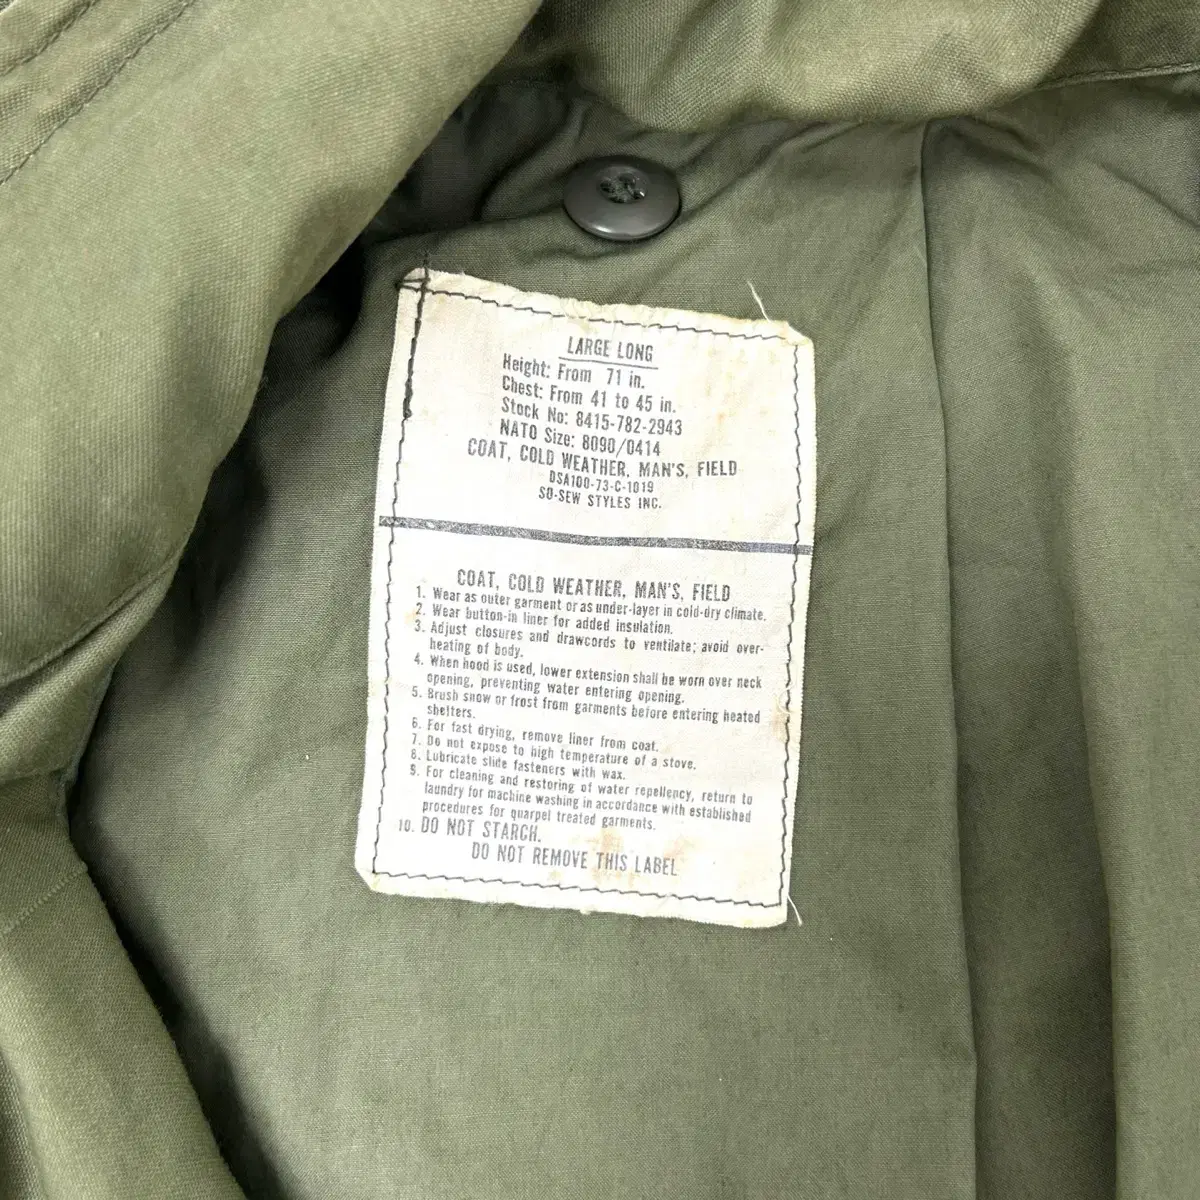 LARGE LONG
Height: From 71 in.
Chest: From 41 to 45 in.
Stock No: 8415-782-2943
NATO Size: 8090/0414
COAT, COLD WEATHER, MAN'S, FIELD
DSA100-73-C-1019
SO-SEW STYLES INC.
COAT, COLD WEATHER, MAN'S, FIELD
1. Wear as outer garment or as under-layer in cold-dry climate.
2. Wear button-in liner for added insulation.
3. Adjust closures and drawcords to ventilate; avoid over-
heating of body.
4. When hood is used, lower extension shall be worn over neck
opening, preventing water entering opening.
5. Brush snow or frost from garments before entering heated
shelters.
6. For fast drying, remove liner from coat.
7. Do not expose to high temperature of a stove.
8. Lubricate slide fasteners with wax.
9. For cleaning and restoring of water repellency, return to
laundry for machine washing in accordance with established
procedures for quarpel treated garments.
10. DO NOT STARCH.
DO NOT REMOVE THIS LABEL